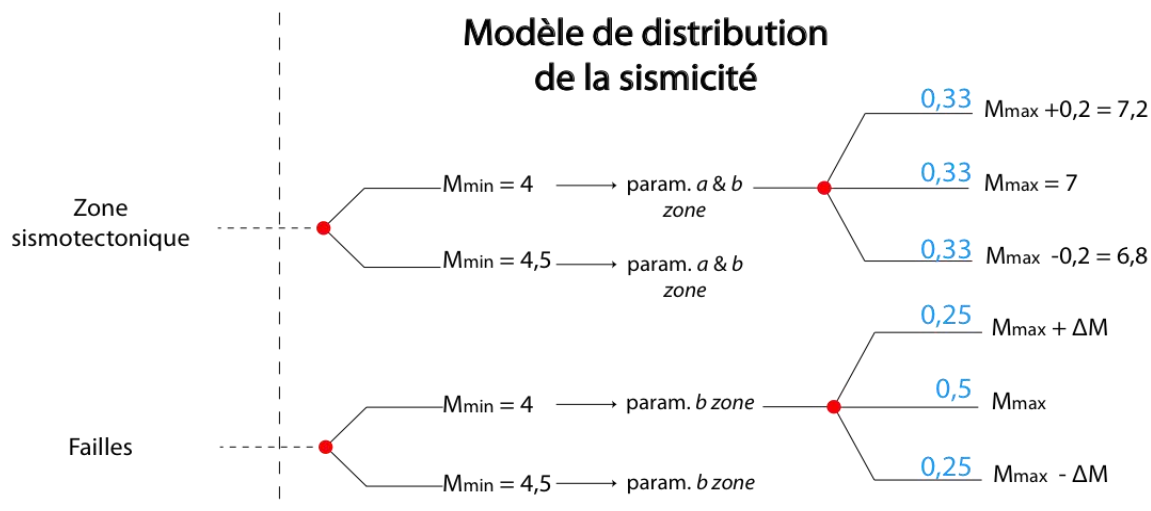 Modèle de distribution
de la sismicité
Zone
sismotectonique
Mmin = 4
param. a & b
zone
0,33
Mmax +0,2 = 7,2
0,33
Mmax = 7
0,33
Mmax -0,2 = 6,8
Mmin = 4,5
param. a & b
zone
Failles
Mmin = 4
param. b zone
0,25
Mmax + ΔM
0,5
Mmax
0,25
Mmax - ΔM
Mmin = 4,5
param. b zone